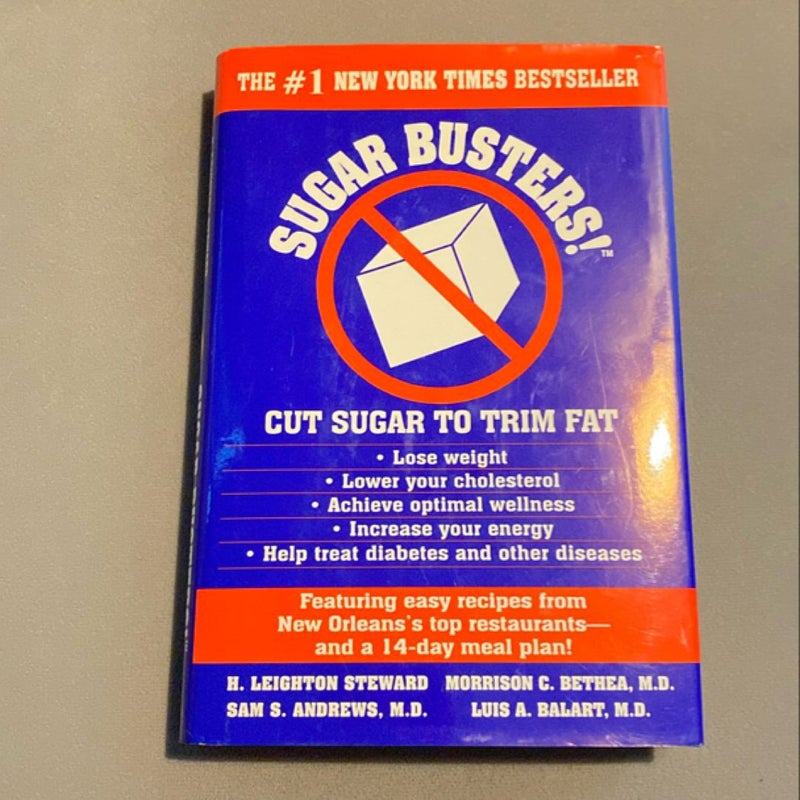 THE #1 NEW YORK TIMES BESTSELLER
SUGAR BUSTERS!™
CUT SUGAR TO TRIM FAT
• Lose weight
• Lower your cholesterol
• Achieve optimal wellness
• Increase your energy
• Help treat diabetes and other diseases
Featuring easy recipes from
New Orleans's top restaurants—
and a 14-day meal plan!
H. LEIGHTON STEWARD MORRISON C. BETHEA, M.D.
SAM S. ANDREWS, M.D. LUIS A. BALART, M.D.